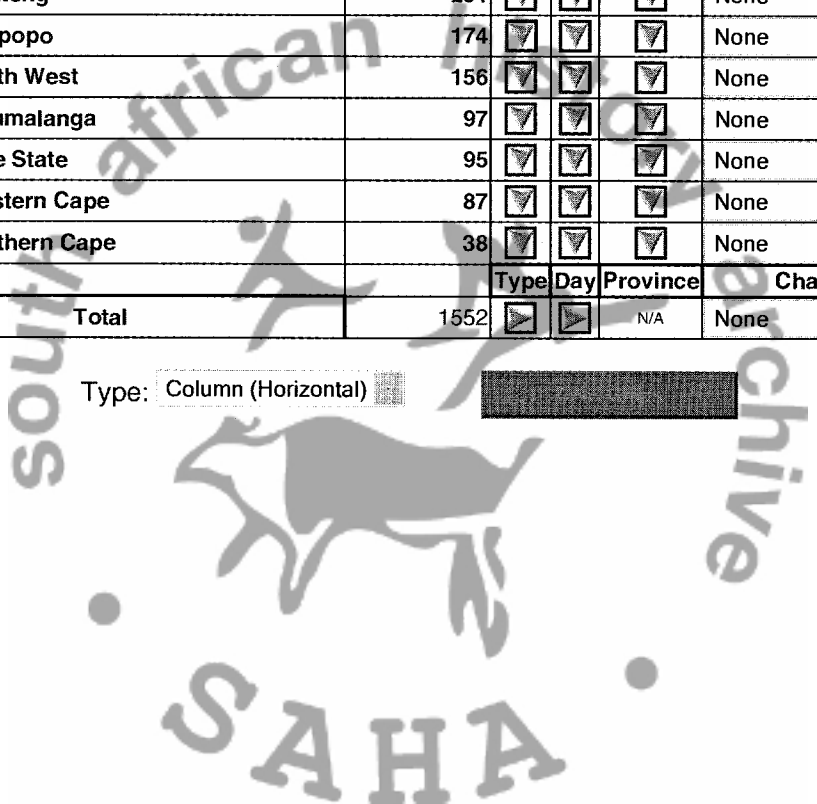 popo 174 None
th West 156 None
malanga 97 None
e State 95 None
stern Cape 87 None
thern Cape 38 None
Type Day Province Cha
Total 1552 N/A None
Type: Column (Horizontal)
south african history archive
SAHA